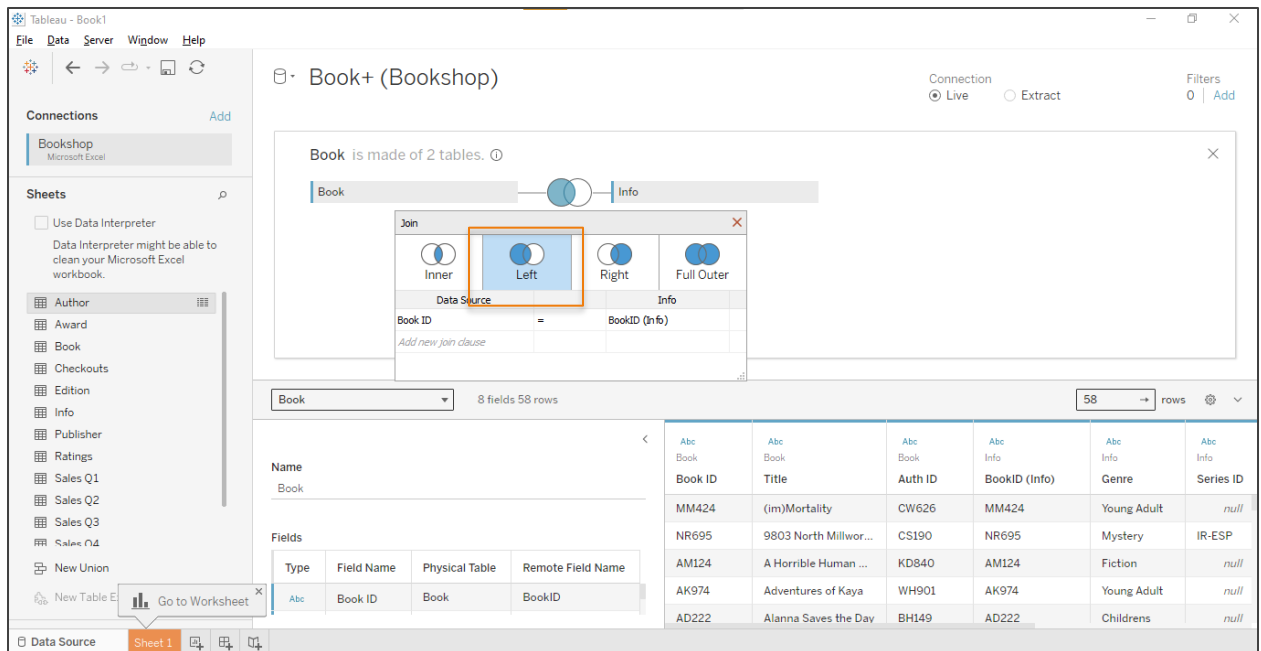 Tableau - Book1
File Data Server Window Help
Book+ (Bookshop)
Connection
Live Extract
Filters
0 Add
Connections Add
Bookshop
Microsoft Excel
Sheets
Use Data Interpreter
Data Interpreter might be able to
clean your Microsoft Excel
workbook.
Author
Award
Book
Checkouts
Edition
Info
Publisher
Ratings
Sales Q1
Sales Q2
Sales Q3
Sales Q4
New Union
New Table E
Go to Worksheet
Book is made of 2 tables.
Book Info
Join
Inner Left Right Full Outer
Data Source Info
Book ID = BookID (Info)
Add new join clause
Book 8 fields 58 rows 58 → rows
Name
Book
Fields
Type Field Name Physical Table Remote Field Name
Abc Book ID Book BookID
Abc Abc Abc Abc Abc Abc
Book Book Book Info Info Info
Book ID Title Auth ID BookID (Info) Genre Series ID
MM424 (im)Mortality CW626 MM424 Young Adult null
NR695 9803 North Millwor... CS190 NR695 Mystery IR-ESP
AM124 A Horrible Human ... KD840 AM124 Fiction null
AK974 Adventures of Kaya WH901 AK974 Young Adult null
AD222 Alanna Saves the Day BH149 AD222 Childrens null
Data Source Sheet 1